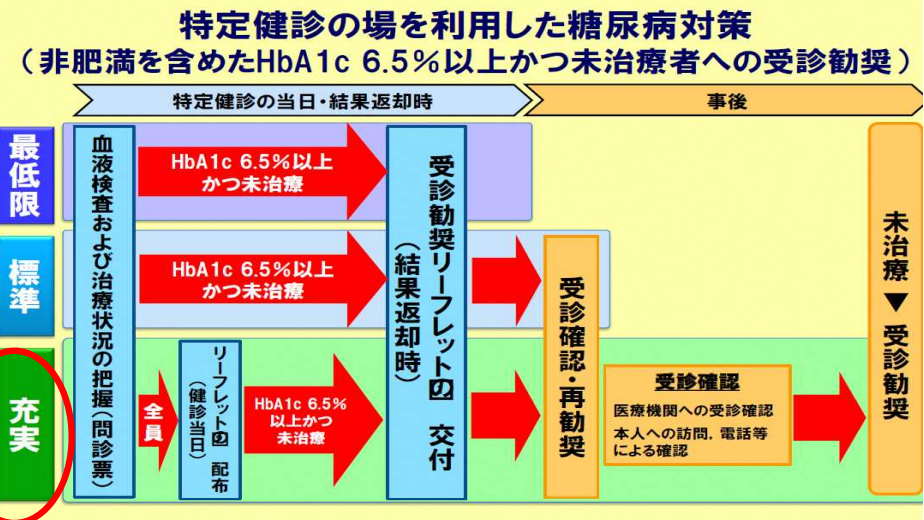 特定健診の場を利用した糖尿病対策
（非肥満を含めたHbA1c 6.5％以上かつ未治療者への受診勧奨）
特定健診の当日・結果返却時
事後
最低限
標準
充実
血液検査および治療状況の把握（問診票）
HbA1c 6.5％以上
かつ未治療
HbA1c 6.5％以上
かつ未治療
全員
リーフレットの 配布
（健診当日）
HbA1c 6.5％
以上かつ
未治療
受診勧奨リーフレットの 交付
（結果返却時）
受診確認・再勧奨
受診確認
医療機関への受診確認
本人への訪問，電話等
による確認
未治療▼受診勧奨